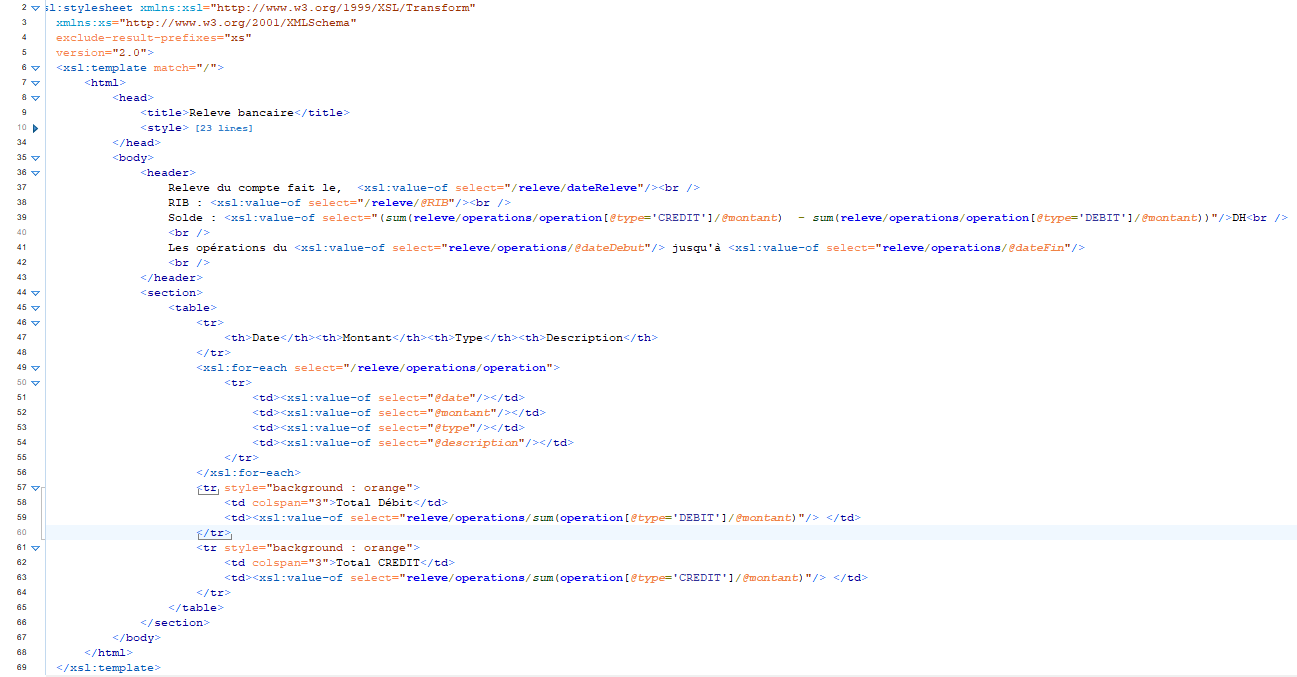 2 sl:stylesheet xmlns:xsl="http://www.w3.org/1999/XSL/Transform"
3 xmlns:xs="http://www.w3.org/2001/XMLSchema"
4 exclude-result-prefixes="xs"
5 version="2.0">
6 <xsl:template match="/">
7 <html>
8 <head>
9 <title>Releve bancaire</title>
10 <style> [23 lines]
34 </head>
35 <body>
36 <header>
37 Releve du compte fait le,  <xsl:value-of select="/releve/dateReleve"/><br />
38 RIB : <xsl:value-of select="/releve/@RIB"/><br />
39 Solde : <xsl:value-of select="(sum(releve/operations/operation[@type='CREDIT']/@montant)  - sum(releve/operations/operation[@type='DEBIT']/@montant))"/>DH<br />
40 <br />
41 Les opérations du <xsl:value-of select="releve/operations/@dateDebut"/> jusqu'à <xsl:value-of select="releve/operations/@dateFin"/>
42 <br />
43 </header>
44 <section>
45 <table>
46 <tr>
47 <th>Date</th><th>Montant</th><th>Type</th><th>Description</th>
48 </tr>
49 <xsl:for-each select="/releve/operations/operation">
50 <tr>
51 <td><xsl:value-of select="@date"/></td>
52 <td><xsl:value-of select="@montant"/></td>
53 <td><xsl:value-of select="@type"/></td>
54 <td><xsl:value-of select="@description"/></td>
55 </tr>
56 </xsl:for-each>
57 <tr style="background : orange">
58 <td colspan="3">Total Débit</td>
59 <td><xsl:value-of select="releve/operations/sum(operation[@type='DEBIT']/@montant)"/> </td>
60 </tr>
61 <tr style="background : orange">
62 <td colspan="3">Total CREDIT</td>
63 <td><xsl:value-of select="releve/operations/sum(operation[@type='CREDIT']/@montant)"/> </td>
64 </tr>
65 </table>
66 </section>
67 </body>
68 </html>
69 </xsl:template>